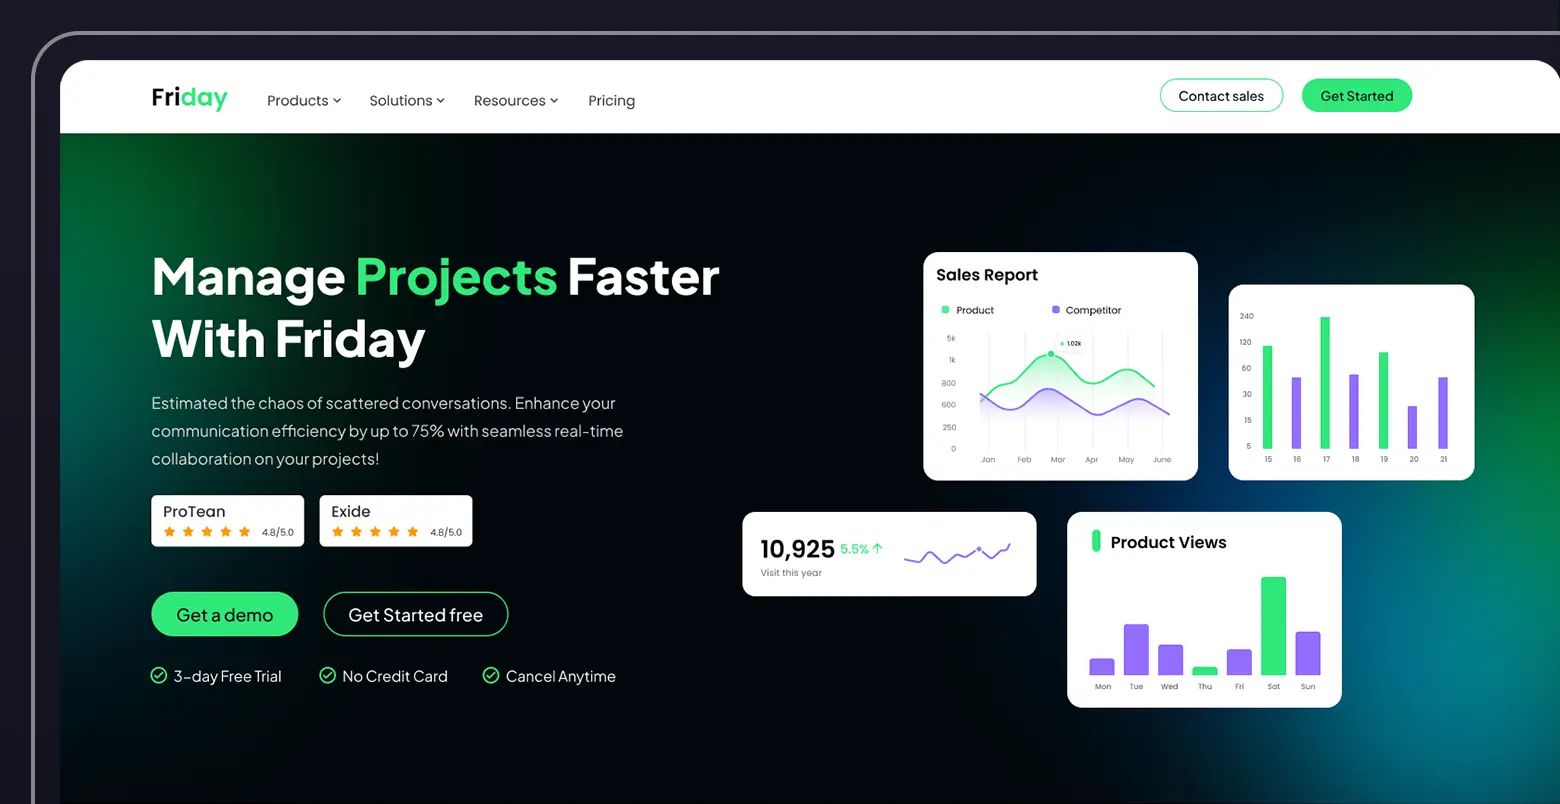 Friday
Products
Solutions
Resources
Pricing
Contact sales
Get Started
Manage Projects Faster
With Friday
Estimated the chaos of scattered conversations. Enhance your
communication efficiency by up to 75% with seamless real-time
collaboration on your projects!
ProTean
4.8/5.0
Exide
4.8/5.0
Get a demo
Get Started free
3-day Free Trial
No Credit Card
Cancel Anytime
Sales Report
Product
Competitor
5k
1k
800
600
250
0
1.02k
Jan Feb Mar Apr May June
240
120
60
30
15
5
15 16 17 18 19 20 21
10,925 5.5%
Visit this year
Product Views
Mon Tue Wed Thu Fri Sat Sun